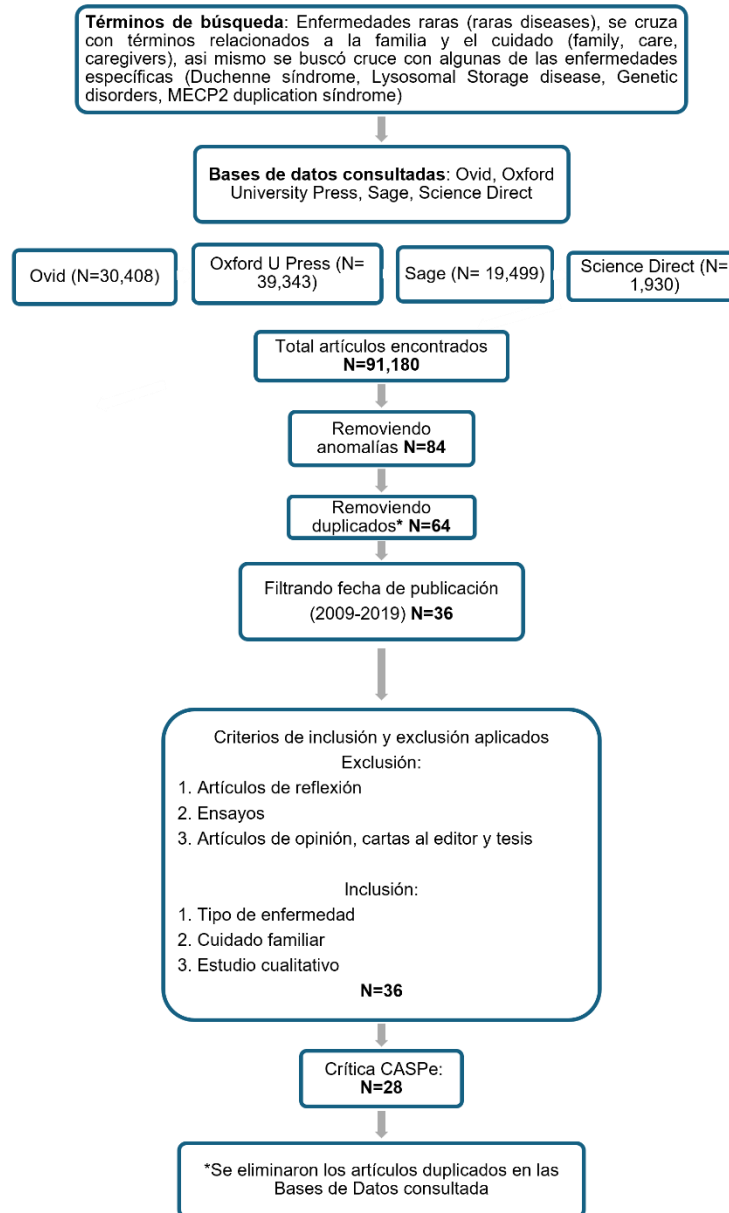 Términos de búsqueda: Enfermedades raras (raras diseases), se cruza
con términos relacionados a la familia y el cuidado (family, care,
caregivers), asi mismo se buscó cruce con algunas de las enfermedades
específicas (Duchenne síndrome, Lysosomal Storage disease, Genetic
disorders, MECP2 duplication síndrome)
Bases de datos consultadas: Ovid, Oxford
University Press, Sage, Science Direct
Ovid (N=30,408)
Oxford U Press (N=
39,343)
Sage (N= 19,499)
Science Direct (N=
1,930)
Total artículos encontrados
N=91,180
Removiendo
anomalías N=84
Removiendo
duplicados* N=64
Filtrando fecha de publicación
(2009-2019) N=36
Criterios de inclusión y exclusión aplicados
Exclusión:
1. Artículos de reflexión
2. Ensayos
3. Artículos de opinión, cartas al editor y tesis
Inclusión:
1. Tipo de enfermedad
2. Cuidado familiar
3. Estudio cualitativo
N=36
Crítica CASPe:
N=28
*Se eliminaron los artículos duplicados en las
Bases de Datos consultada